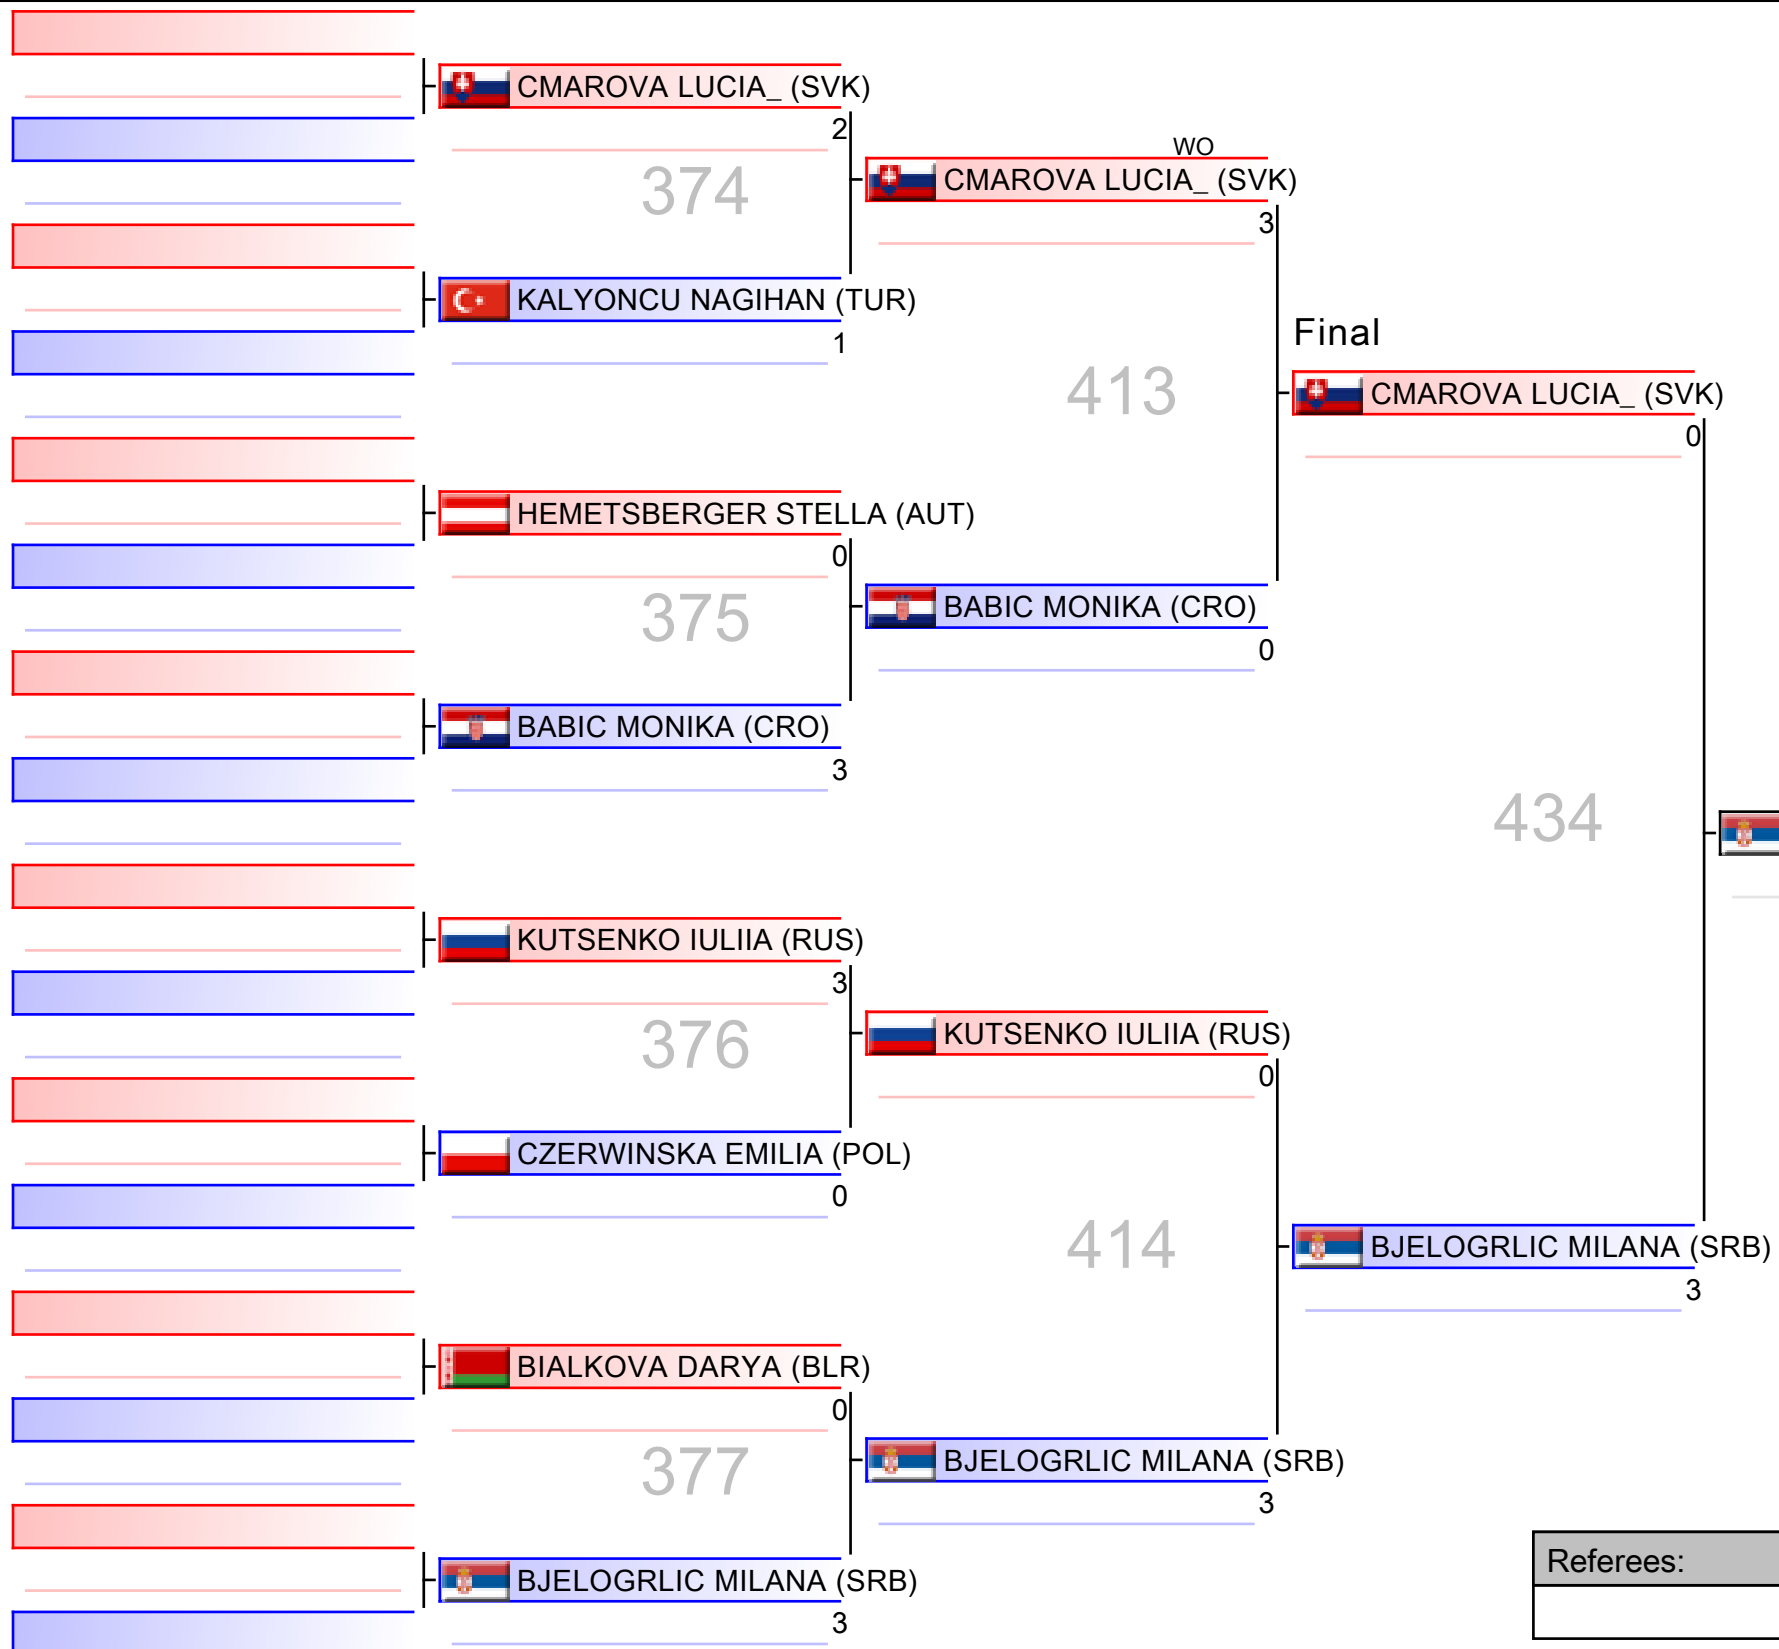 CMAROVA LUCIA_ (SVK)
2
WO
374
CMAROVA LUCIA_ (SVK)
3
KALYONCU NAGIHAN (TUR)
1
Final
413
CMAROVA LUCIA_ (SVK)
0
HEMETSBERGER STELLA (AUT)
0
375
BABIC MONIKA (CRO)
0
BABIC MONIKA (CRO)
3
434
KUTSENKO IULIIA (RUS)
3
376
KUTSENKO IULIIA (RUS)
0
CZERWINSKA EMILIA (POL)
0
414
BJELOGRLIC MILANA (SRB)
3
BIALKOVA DARYA (BLR)
0
377
BJELOGRLIC MILANA (SRB)
3
Referees:
BJELOGRLIC MILANA (SRB)
3